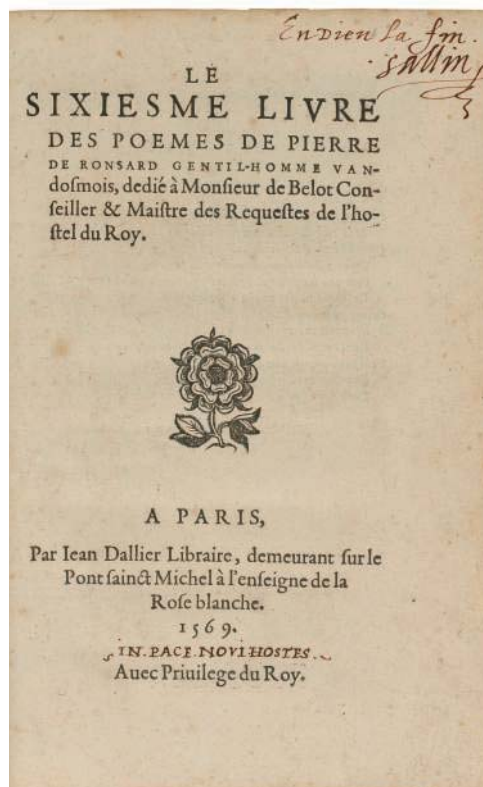 En Dieu la fin.
Sallin
LE
SIXIESME LIVRE
DES POEMES DE PIERRE
DE RONSARD GENTIL-HOMME VAN-
doſmois, dedié à Monſieur de Belot Con-
ſeiller & Maiſtre des Requeſtes de l'ho-
ſtel du Roy.
A PARIS,
Par Iean Dallier Libraire, demeurant ſur le
Pont ſainct Michel à l'enſeigne de la
Roſe blanche.
1569.
IN. PACE. NOVI HOSTES.
Auec Priuilege du Roy.